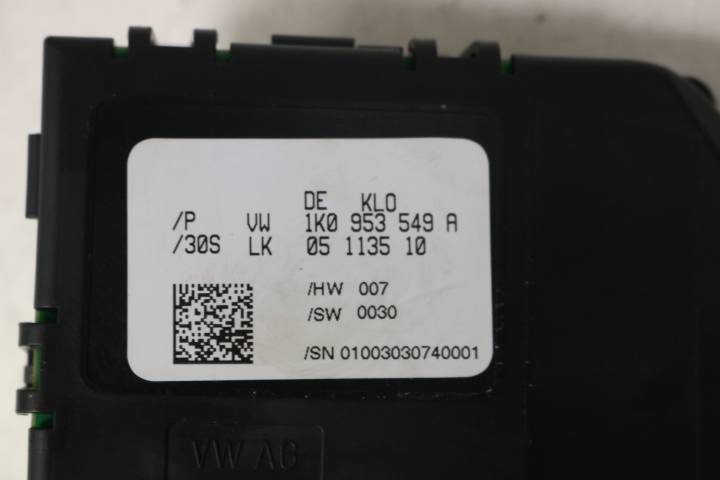 DE KLO
/P VW 1K0 953 549 A
/30S LK 05 1135 10
/HW 007
/SW 0030
/SN 01003030740001
VW AG